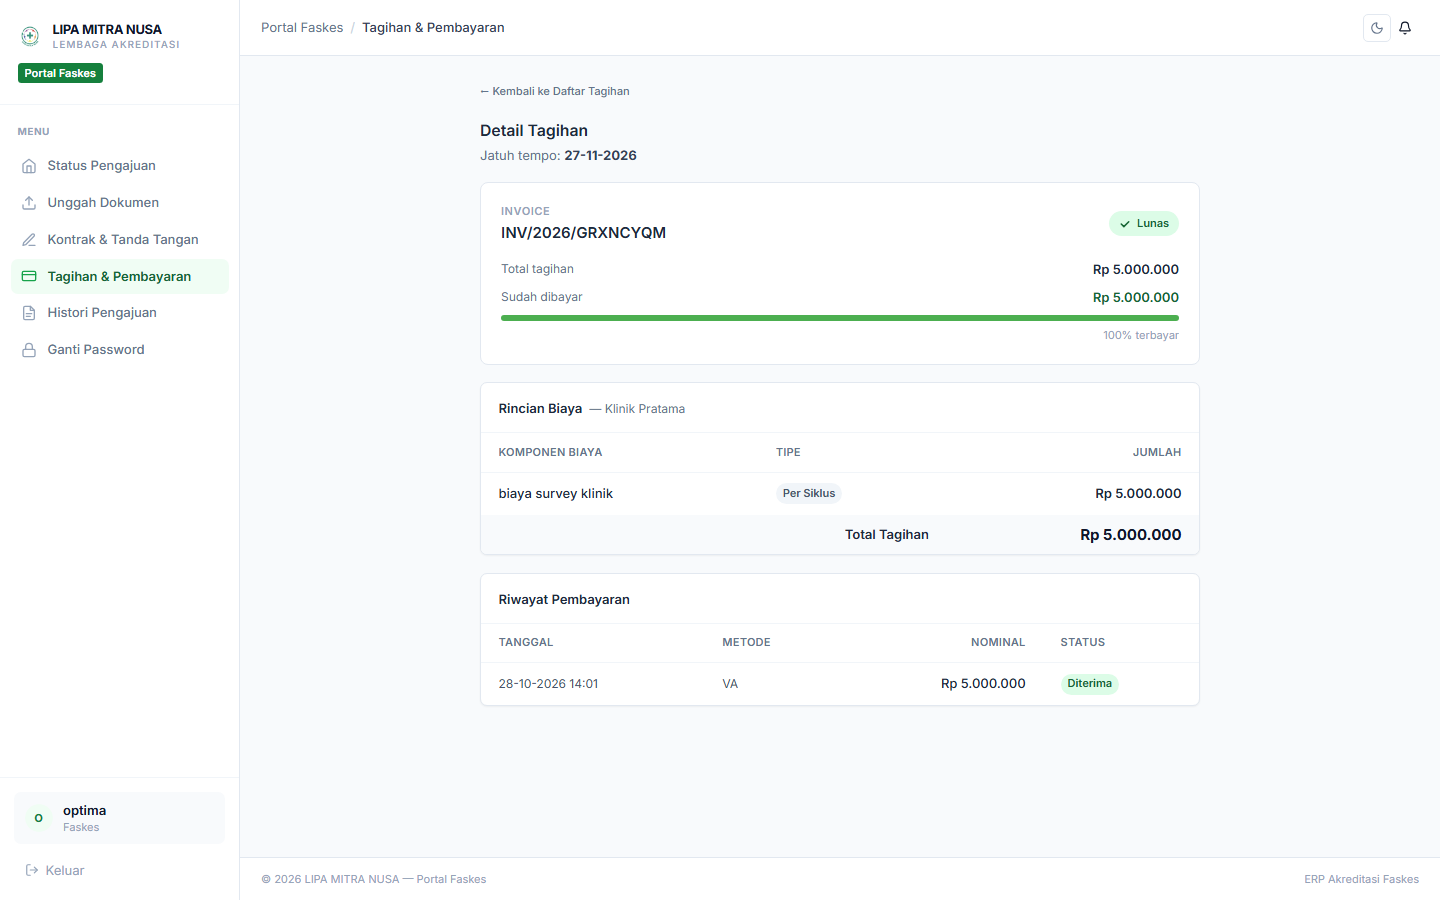 LIPA MITRA NUSA
LEMBAGA AKREDITASI
Portal Faskes
MENU
Status Pengajuan
Unggah Dokumen
Kontrak & Tanda Tangan
Tagihan & Pembayaran
Histori Pengajuan
Ganti Password
O
optima
Faskes
Keluar
Portal Faskes / Tagihan & Pembayaran
← Kembali ke Daftar Tagihan
Detail Tagihan
Jatuh tempo: 27-11-2026
INVOICE
INV/2026/GRXNCYQM
✓ Lunas
Total tagihan Rp 5.000.000
Sudah dibayar Rp 5.000.000
100% terbayar
Rincian Biaya — Klinik Pratama
KOMPONEN BIAYA TIPE JUMLAH
biaya survey klinik Per Siklus Rp 5.000.000
Total Tagihan Rp 5.000.000
Riwayat Pembayaran
TANGGAL METODE NOMINAL STATUS
28-10-2026 14:01 VA Rp 5.000.000 Diterima
© 2026 LIPA MITRA NUSA — Portal Faskes
ERP Akreditasi Faskes